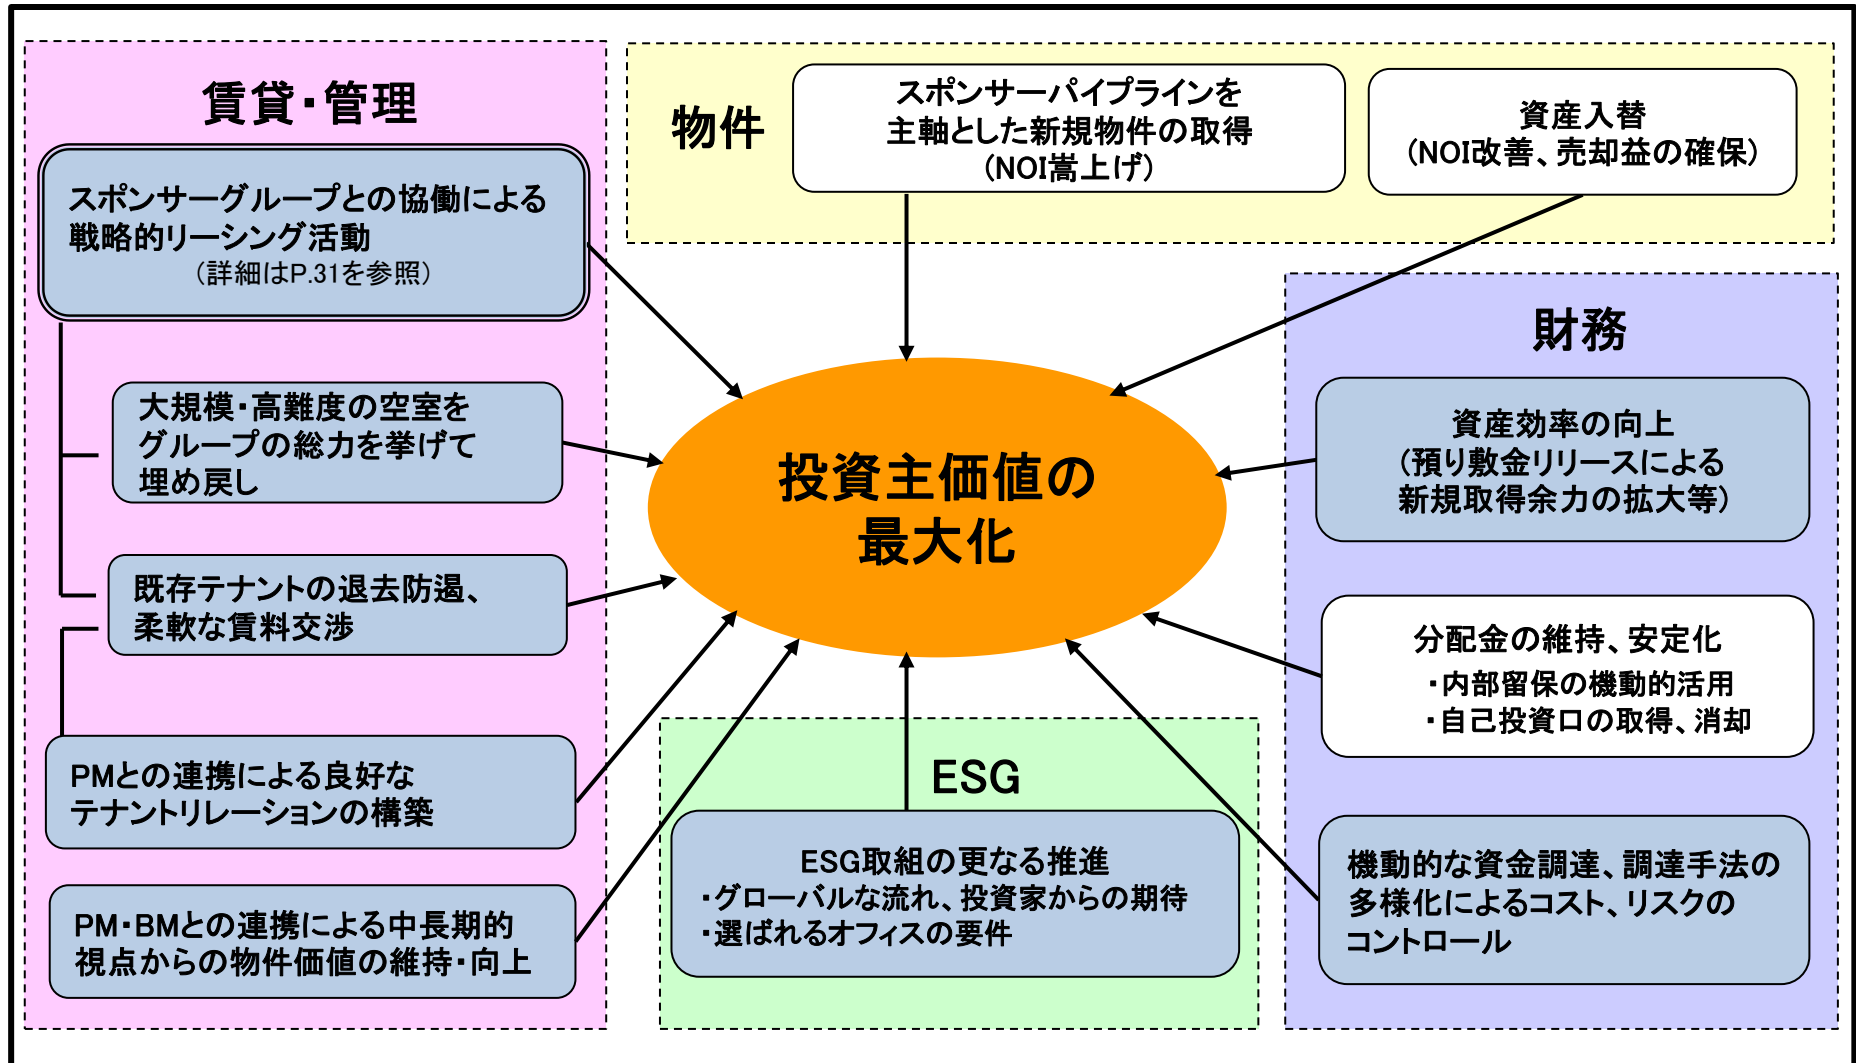 賃貸・管理
スポンサーグループとの協働による
戦略的リーシング活動
（詳細はP.31を参照）
大規模・高難度の空室を
グループの総力を挙げて
埋め戻し
既存テナントの退去防遏、
柔軟な賃料交渉
PMとの連携による良好な
テナントリレーションの構築
PM・BMとの連携による中長期的
視点からの物件価値の維持・向上
物件
スポンサーパイプラインを
主軸とした新規物件の取得
（NOI嵩上げ）
資産入替
（NOI改善、売却益の確保）
投資主価値の
最大化
ESG
ESG取組の更なる推進
・グローバルな流れ、投資家からの期待
・選ばれるオフィスの要件
財務
資産効率の向上
（預り敷金リリースによる
新規取得余力の拡大等）
分配金の維持、安定化
・内部留保の機動的活用
・自己投資口の取得、消却
機動的な資金調達、調達手法の
多様化によるコスト、リスクの
コントロール